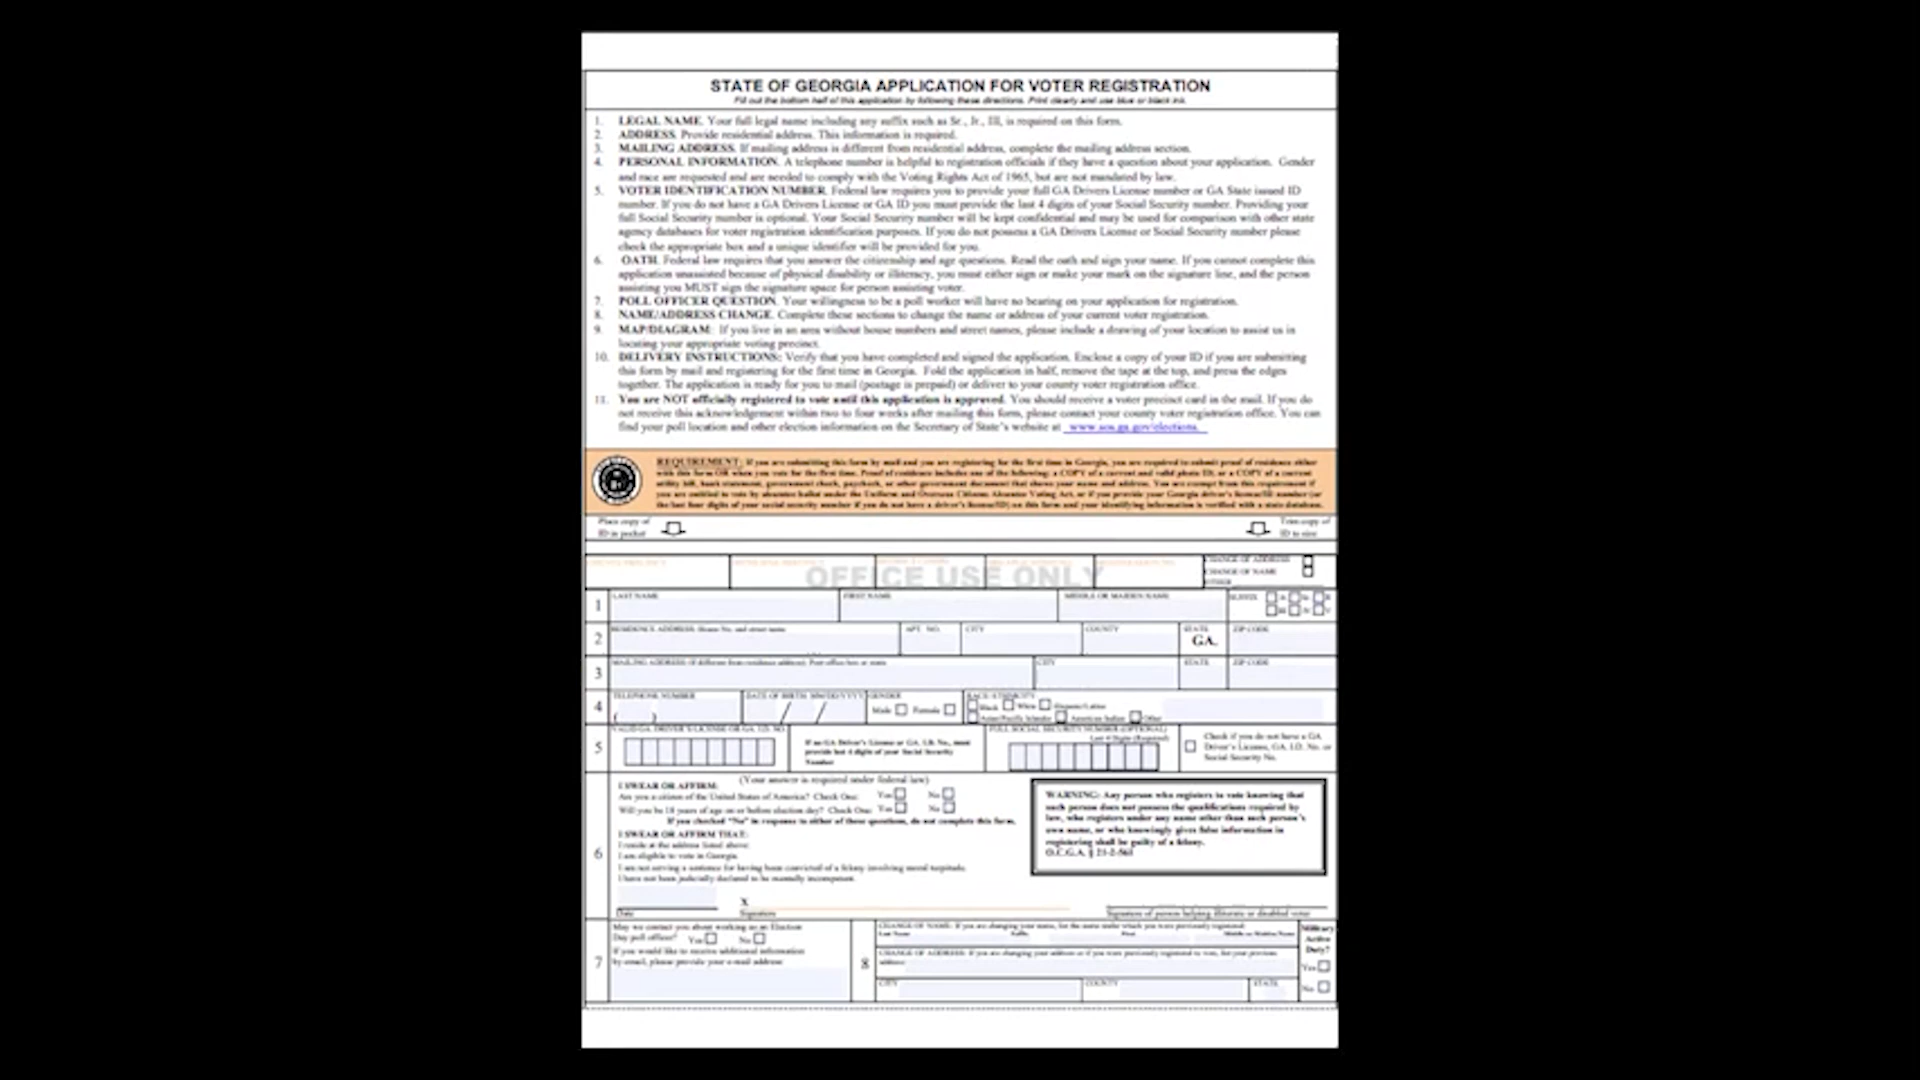 STATE OF GEORGIA APPLICATION FOR VOTER REGISTRATION
Fill out the bottom half of this application by following these directions. Print clearly and use blue or black ink.
1. LEGAL NAME. Your full legal name including any suffix such as Sr., Jr., III, is required on this form.
2. ADDRESS. Provide residential address. This information is required.
3. MAILING ADDRESS. If mailing address is different from residential address, complete the mailing address section.
4. PERSONAL INFORMATION. A telephone number is helpful to registration officials if they have a question about your application. Gender
and race are requested and are needed to comply with the Voting Rights Act of 1965, but are not mandated by law.
5. VOTER IDENTIFICATION NUMBER. Federal law requires you to provide your full GA Drivers License number or GA State issued ID
number. If you do not have a GA Drivers License or GA ID you must provide the last 4 digits of your Social Security number. Providing your
full Social Security number is optional. Your Social Security number will be kept confidential and may be used for comparison with other state
agency databases for voter registration identification purposes. If you do not possess a GA Drivers License or Social Security number please
check the appropriate box and a unique identifier will be provided for you.
6. OATH. Federal law requires that you answer the citizenship and age questions. Read the oath and sign your name. If you cannot complete this
application unassisted because of physical disability or illiteracy, you must either sign or make your mark on the signature line, and the person
assisting you MUST sign the signature space for person assisting voter.
7. POLL OFFICER QUESTION. Your willingness to be a poll worker will have no bearing on your application for registration.
8. NAME/ADDRESS CHANGE. Complete these sections to change the name or address of your current voter registration.
9. MAP/DIAGRAM: If you live in an area without house numbers and street names, please include a drawing of your location to assist us in
locating your appropriate voting precinct.
10. DELIVERY INSTRUCTIONS: Verify that you have completed and signed the application. Enclose a copy of your ID if you are submitting
this form by mail and registering for the first time in Georgia. Fold the application in half, remove the tape at the top, and press the edges
together. The application is ready for you to mail (postage is prepaid) or deliver to your county voter registration office.
11. You are NOT officially registered to vote until this application is approved. You should receive a voter precinct card in the mail. If you do
not receive this acknowledgement within two to four weeks after mailing this form, please contact your county voter registration office. You can
find your poll location and other election information on the Secretary of State's website at www.sos.ga.gov/elections.
REQUIREMENT: If you are submitting this form by mail and you are registering for the first time in Georgia, you are required to submit proof of residence either
with this form OR when you vote for the first time. Proof of residence includes one of the following: a COPY of a current and valid photo ID, or a COPY of a current
utility bill, bank statement, government check, paycheck, or other government document that shows your name and address. You are exempt from this requirement if
you are entitled to vote by absentee ballot under the Uniform and Overseas Citizens Absentee Voting Act, or if you provide your Georgia driver's license/ID number (or
the last four digits of your social security number if you do not have a driver's license/ID) on this form and your identifying information is verified with a state database.
Place copy of ID in pocket
Trim copy of ID to size
OFFICE USE ONLY
CHANGE OF ADDRESS
CHANGE OF NAME
OTHER
1 LAST NAME FIRST NAME MIDDLE OR MAIDEN NAME SUFFIX
2 RESIDENCE ADDRESS: House No. and street name APT. NO. CITY COUNTY STATE GA. ZIP CODE
3 MAILING ADDRESS (If different from residence address): Post office box or route CITY STATE ZIP CODE
4 TELEPHONE NUMBER ( ) DATE OF BIRTH MM/DD/YYYY / / GENDER Male Female RACE/ETHNICITY Black White Hispanic/Latino
Asian/Pacific Islander American Indian Other
5 VALID GA. DRIVER'S LICENSE OR GA. I.D. NO.
If no GA Driver's License or GA. I.D. No., must
provide last 4 digits of your Social Security
Number
FULL SOCIAL SECURITY NUMBER (OPTIONAL)
Last 4 Digits (Required)
Check if you do not have a GA
Driver's License, GA. I.D. No. or
Social Security No.
6
I SWEAR OR AFFIRM: (Your answer is required under federal law)
Are you a citizen of the United States of America? Check One: Yes No
Will you be 18 years of age on or before election day? Check One: Yes No
If you checked "No" in response to either of these questions, do not complete this form.
I SWEAR OR AFFIRM THAT:
I reside at the address listed above.
I am eligible to vote in Georgia.
I am not serving a sentence for having been convicted of a felony involving moral turpitude.
I have not been judicially declared to be mentally incompetent.
X
Date Signature Signature of person helping illiterate or disabled voter
WARNING: Any person who registers to vote knowing that
such person does not possess the qualifications required by
law, who registers under any name other than such person's
own name, or who knowingly gives false information in
registering shall be guilty of a felony.
O.C.G.A. § 21-2-561
7
May we contact you about working as an Election
Day poll officer? Yes No
If you would like to receive additional information
by email, please provide your e-mail address
8
CHANGE OF NAME: If you are changing your name, list the name under which you were previously registered:
Last Name Suffix First Middle or Maiden Name
CHANGE OF ADDRESS: If you are changing your address or if you were previously registered to vote, list your previous
address:
CITY COUNTY STATE
Military
Active
Duty?
Yes
No